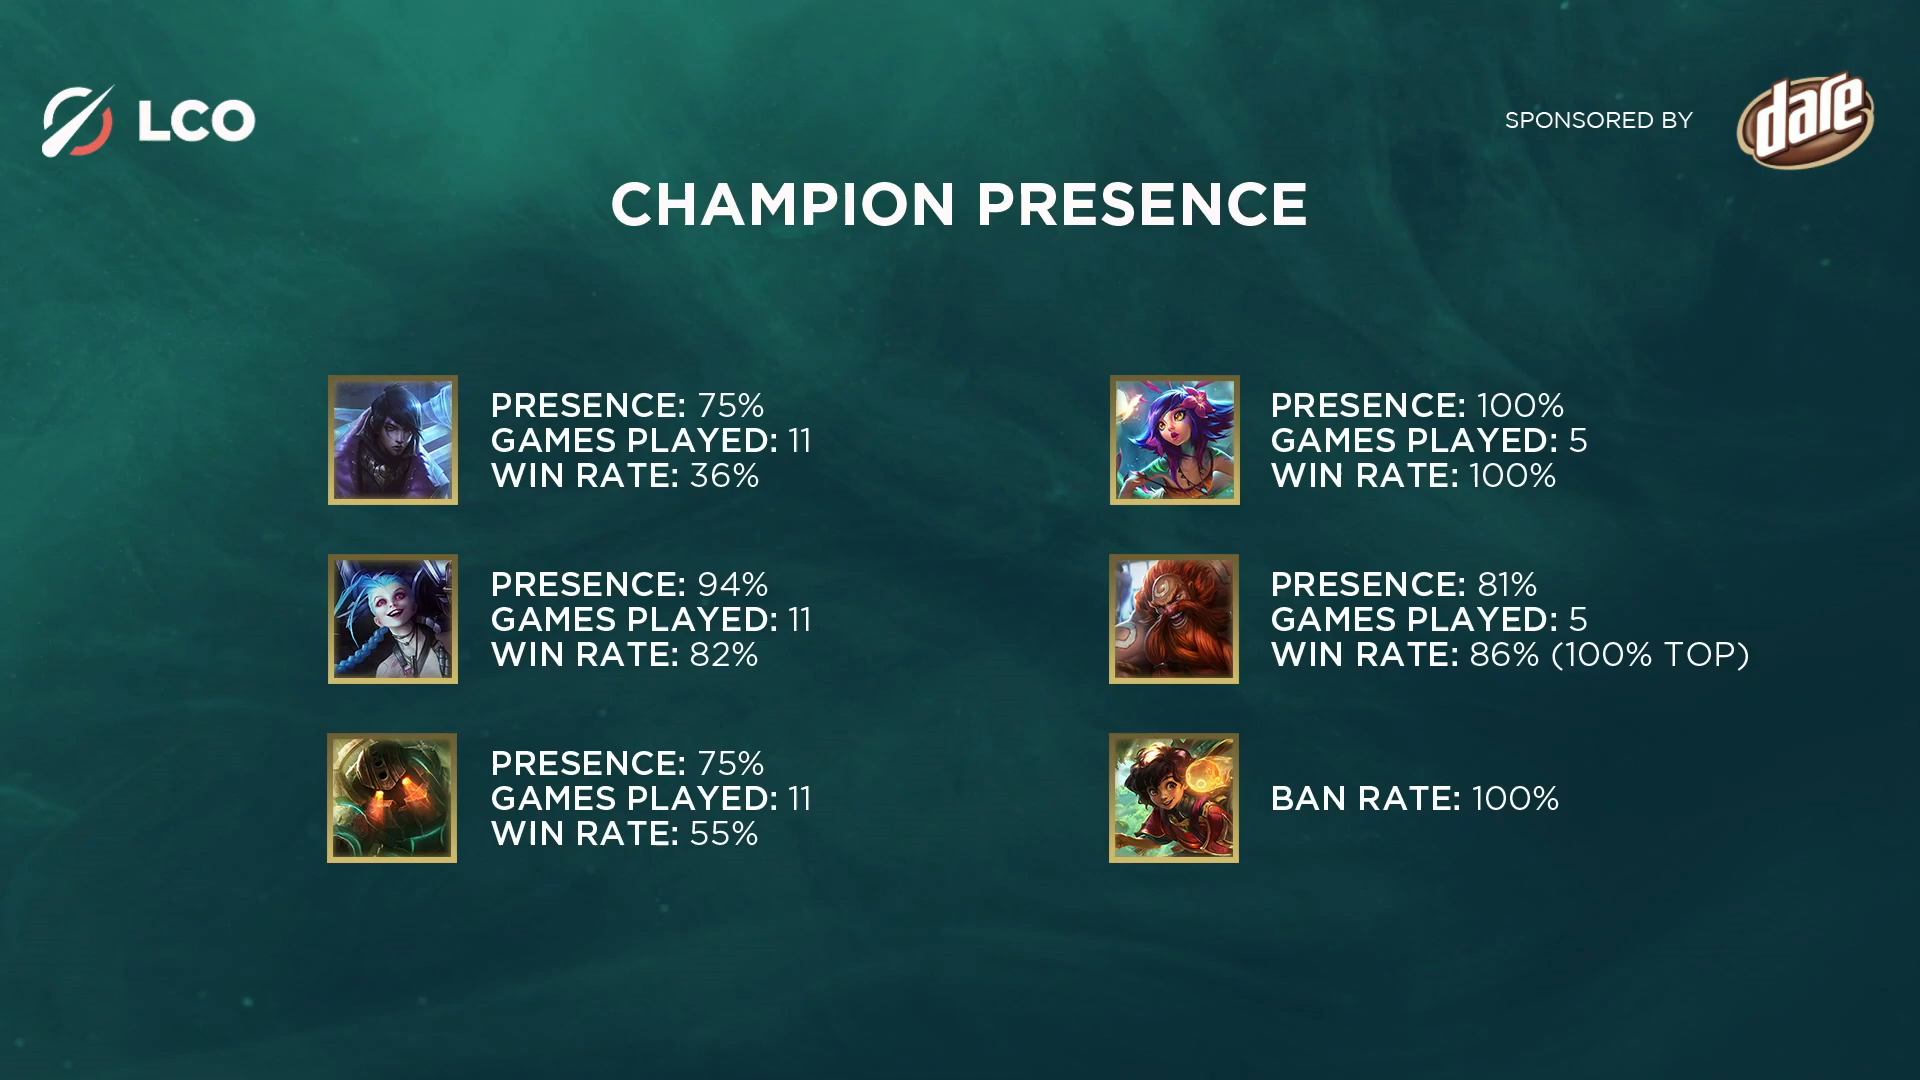 LCO
SPONSORED BY
dare
CHAMPION PRESENCE
PRESENCE: 75%
GAMES PLAYED: 11
WIN RATE: 36%
PRESENCE: 94%
GAMES PLAYED: 11
WIN RATE: 82%
PRESENCE: 75%
GAMES PLAYED: 11
WIN RATE: 55%
PRESENCE: 100%
GAMES PLAYED: 5
WIN RATE: 100%
PRESENCE: 81%
GAMES PLAYED: 5
WIN RATE: 86% (100% TOP)
BAN RATE: 100%